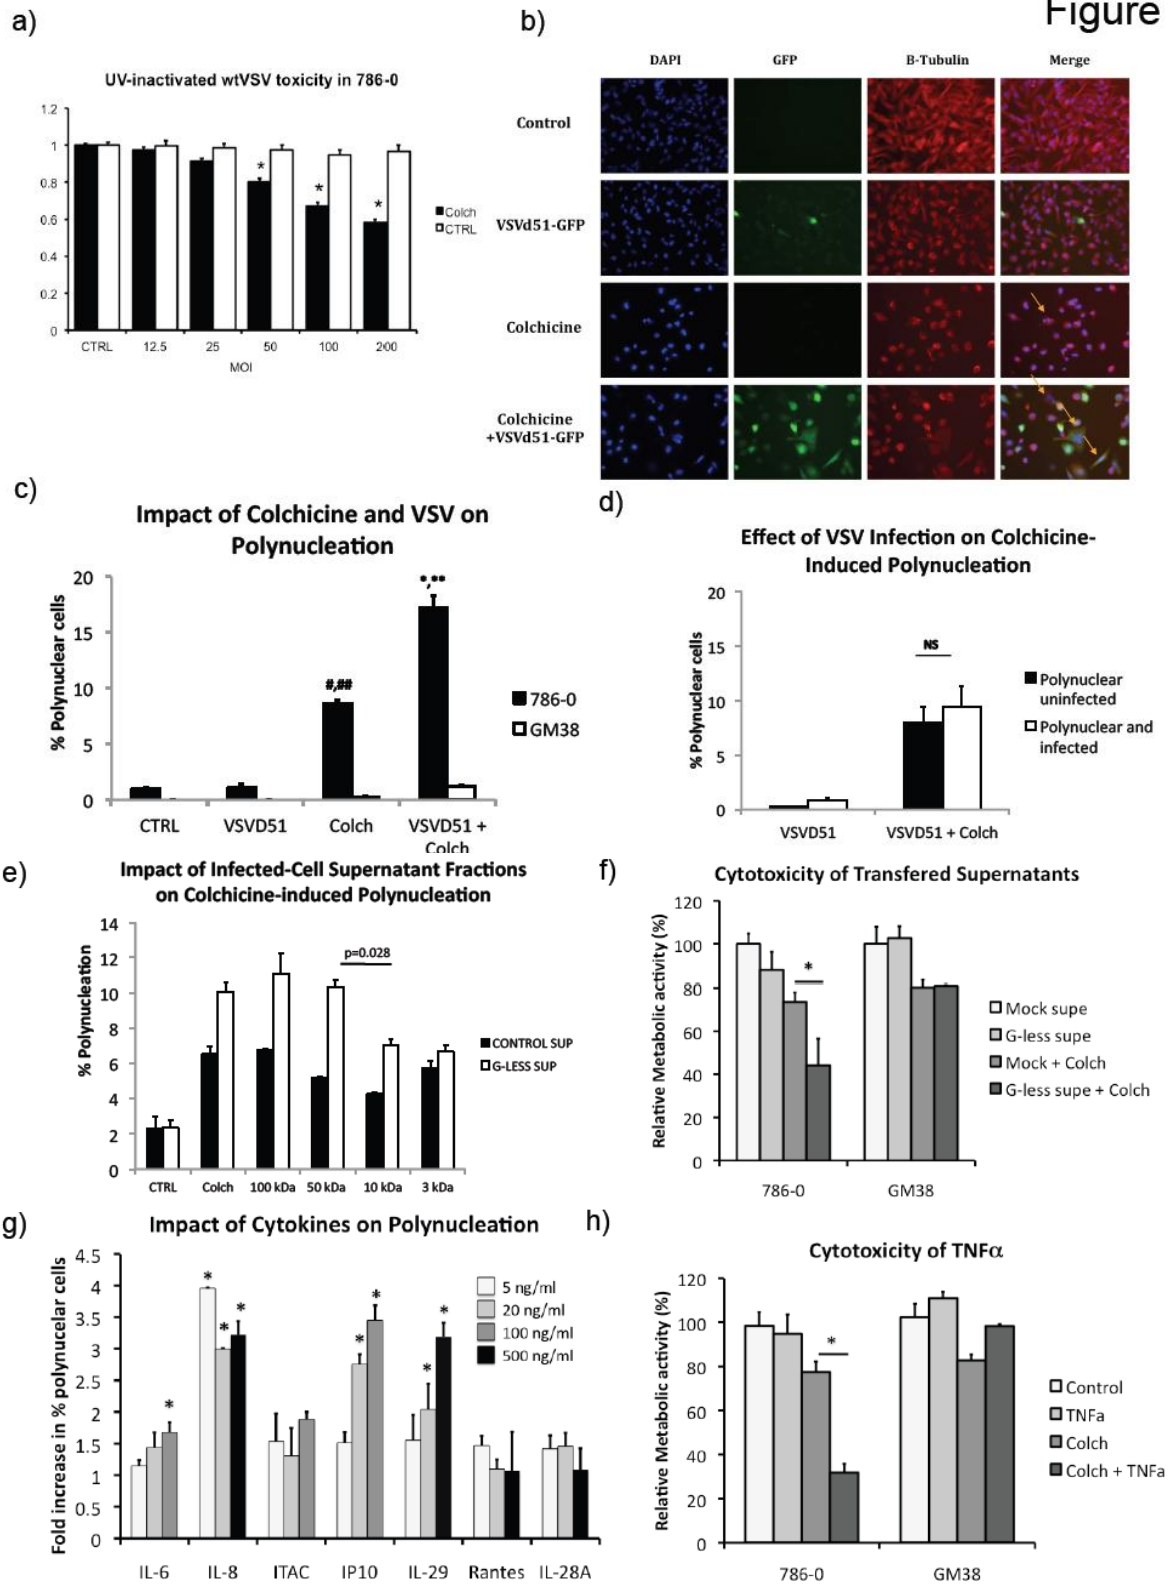 Figure
a)
UV-inactivated wtVSV toxicity in 786-0
1.2
1
0.8
0.6
0.4
0.2
0
*
*
*
Colch
CTRL
CTRL 12.5 25 50 100 200
MOI
b)
DAPI GFP B-Tubulin Merge
Control
VSVd51-GFP
Colchicine
Colchicine
+VSVd51-GFP
c)
Impact of Colchicine and VSV on
Polynucleation
% Polynuclear cells
20
15
10
5
0
#,##
*,**
786-0
GM38
CTRL VSVD51 Colch VSVD51 +
Colch
d)
Effect of VSV Infection on Colchicine-
Induced Polynucleation
% Polynuclear cells
20
15
10
5
0
NS
Polynuclear
uninfected
Polynuclear and
infected
VSVD51 VSVD51 + Colch
e)
Impact of Infected-Cell Supernatant Fractions
on Colchicine-induced Polynucleation
% Polynucleation
14
12
10
8
6
4
2
0
p=0.028
CONTROL SUP
G-LESS SUP
CTRL Colch 100 kDa 50 kDa 10 kDa 3 kDa
f)
Cytotoxicity of Transfered Supernatants
Relative Metabolic activity (%)
120
100
80
60
40
20
0
*
Mock supe
G-less supe
Mock + Colch
G-less supe + Colch
786-0 GM38
g)
Impact of Cytokines on Polynucleation
Fold increase in % polynucelar cells
4.5
4
3.5
3
2.5
2
1.5
1
0.5
0
*
* * *
* *
* *
5 ng/ml
20 ng/ml
100 ng/ml
500 ng/ml
IL-6 IL-8 ITAC IP10 IL-29 Rantes IL-28A
h)
Cytotoxicity of TNFα
Relative Metabolic activity (%)
120
100
80
60
40
20
0
*
Control
TNFa
Colch
Colch + TNFa
786-0 GM38